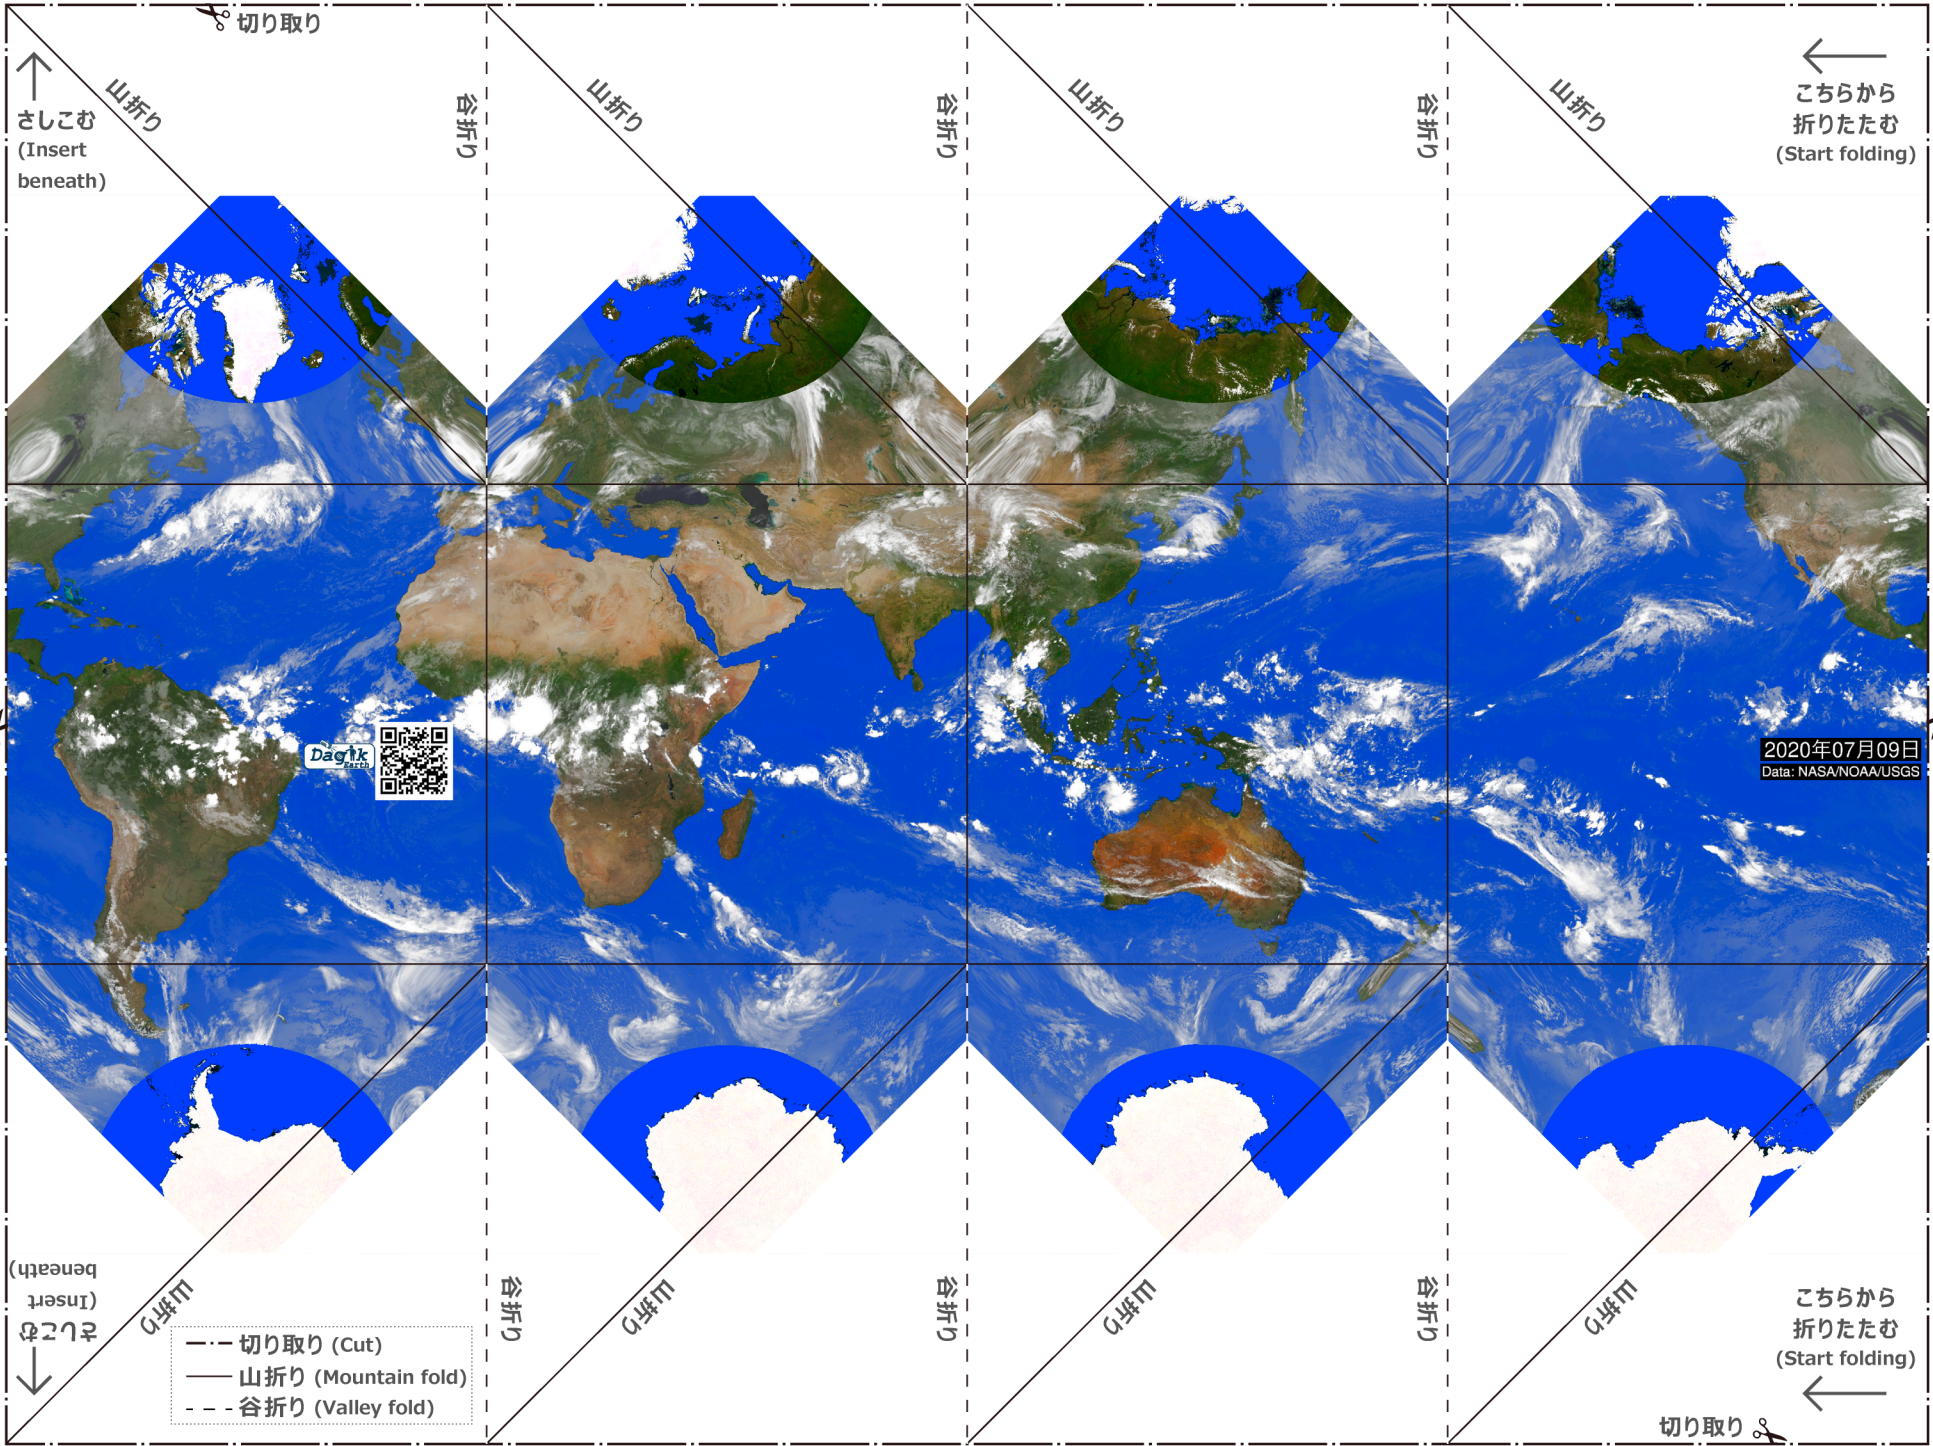 切り取り
山折り
谷折り
山折り
谷折り
山折り
谷折り
山折り
こちらから
折りたたむ
(Start folding)
さしこむ
(Insert
beneath)
Dagik
Earth
2020年07月09日
Data: NASA/NOAA/USGS
さしこむ
(Insert
beneath)
山折り
谷折り
山折り
谷折り
山折り
谷折り
山折り
こちらから
折りたたむ
(Start folding)
切り取り (Cut)
山折り (Mountain fold)
谷折り (Valley fold)
切り取り